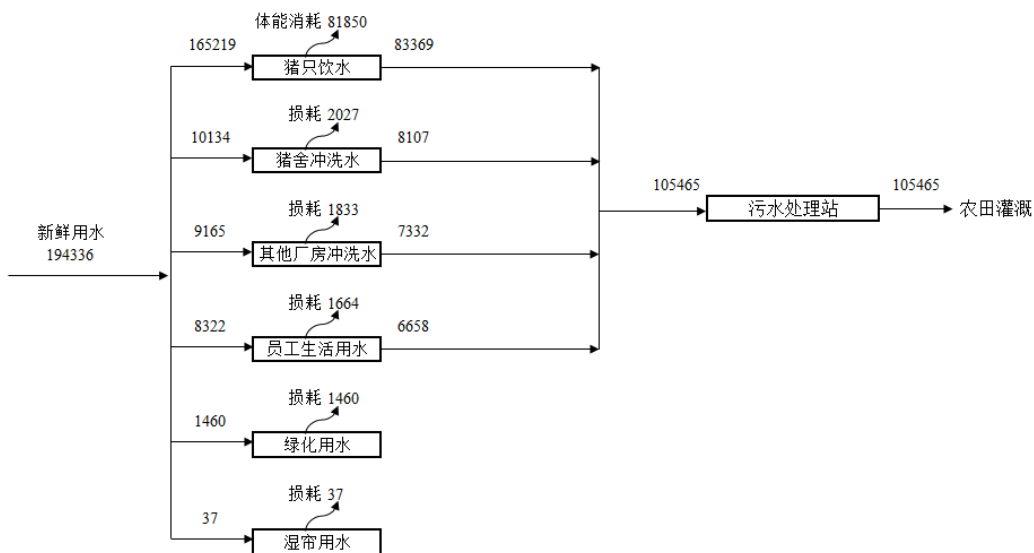 体能消耗 81850
165219
83369
猪只饮水
损耗 2027
10134
8107
猪舍冲洗水
105465
105465
污水处理站
农田灌溉
损耗 1833
新鲜用水
194336
9165
7332
其他厂房冲洗水
损耗 1664
8322
6658
员工生活用水
损耗 1460
1460
绿化用水
损耗 37
37
湿帘用水